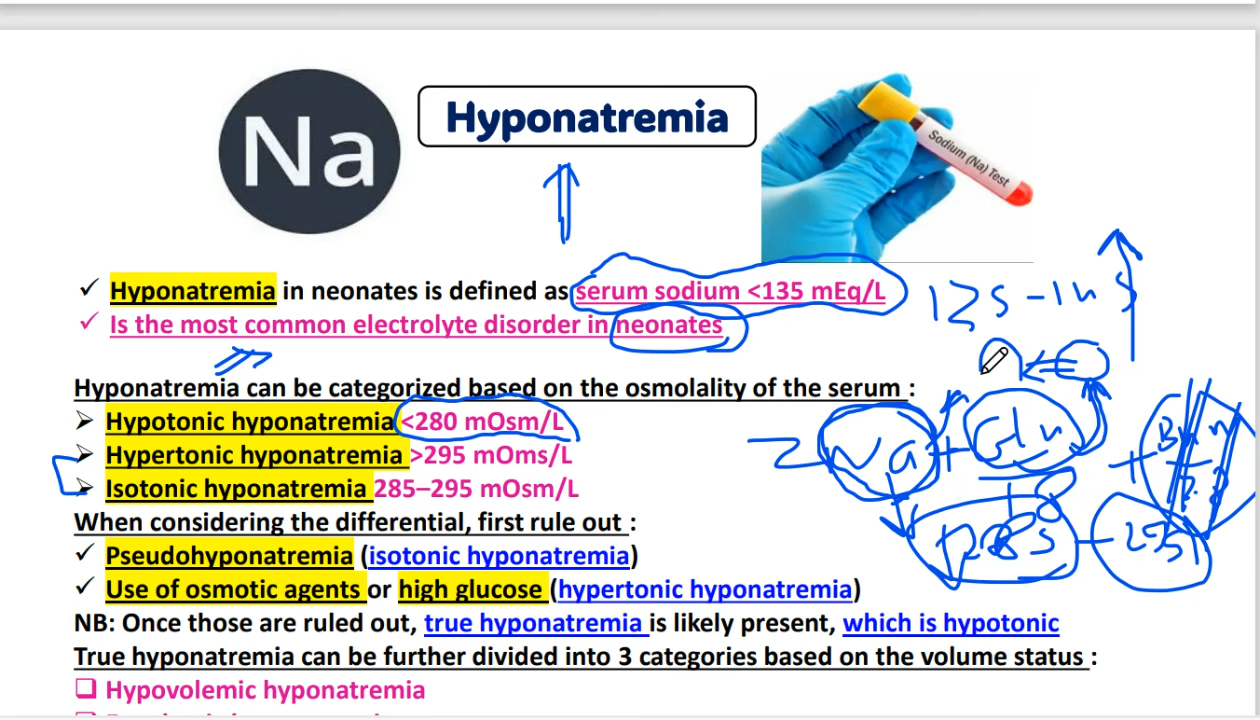 Na
Hyponatremia
Sodium (Na) Test
✓ Hyponatremia in neonates is defined as serum sodium <135 mEq/L
✓ Is the most common electrolyte disorder in neonates
Hyponatremia can be categorized based on the osmolality of the serum :
➢ Hypotonic hyponatremia <280 mOsm/L
➢ Hypertonic hyponatremia >295 mOms/L
➢ Isotonic hyponatremia 285–295 mOsm/L
2Na + Glu
285 - 295
When considering the differential, first rule out :
✓ Pseudohyponatremia (isotonic hyponatremia)
✓ Use of osmotic agents or high glucose (hypertonic hyponatremia)
NB: Once those are ruled out, true hyponatremia is likely present, which is hypotonic
True hyponatremia can be further divided into 3 categories based on the volume status :
❑ Hypovolemic hyponatremia